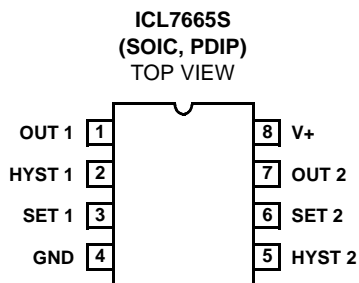 ICL7665S
(SOIC, PDIP)
TOP VIEW
OUT 1 1 8 V+
HYST 1 2 7 OUT 2
SET 1 3 6 SET 2
GND 4 5 HYST 2